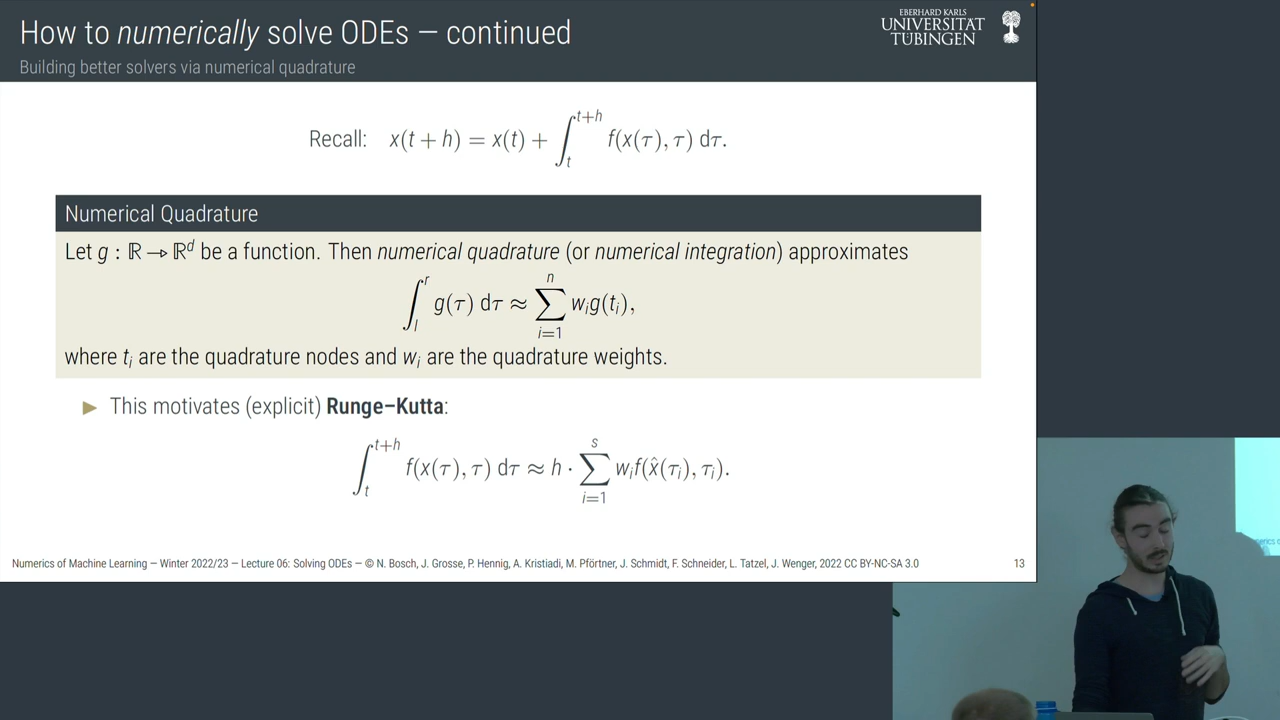 How to numerically solve ODEs — continued
Building better solvers via numerical quadrature
EBERHARD KARLS
UNIVERSITÄT
TÜBINGEN
Recall: x(t + h) = x(t) + ∫_t^{t+h} f(x(τ), τ) dτ.
Numerical Quadrature
Let g : ℝ → ℝ^d be a function. Then numerical quadrature (or numerical integration) approximates
∫_l^r g(τ) dτ ≈ ∑_{i=1}^n w_i g(t_i),
where t_i are the quadrature nodes and w_i are the quadrature weights.
▶ This motivates (explicit) Runge–Kutta:
∫_t^{t+h} f(x(τ), τ) dτ ≈ h · ∑_{i=1}^s w_i f(x̂(τ_i), τ_i).
Numerics of Machine Learning — Winter 2022/23 — Lecture 06: Solving ODEs — © N. Bosch, J. Grosse, P. Hennig, A. Kristiadi, M. Pförtner, J. Schmidt, F. Schneider, L. Tatzel, J. Wenger, 2022 CC BY-NC-SA 3.0
13